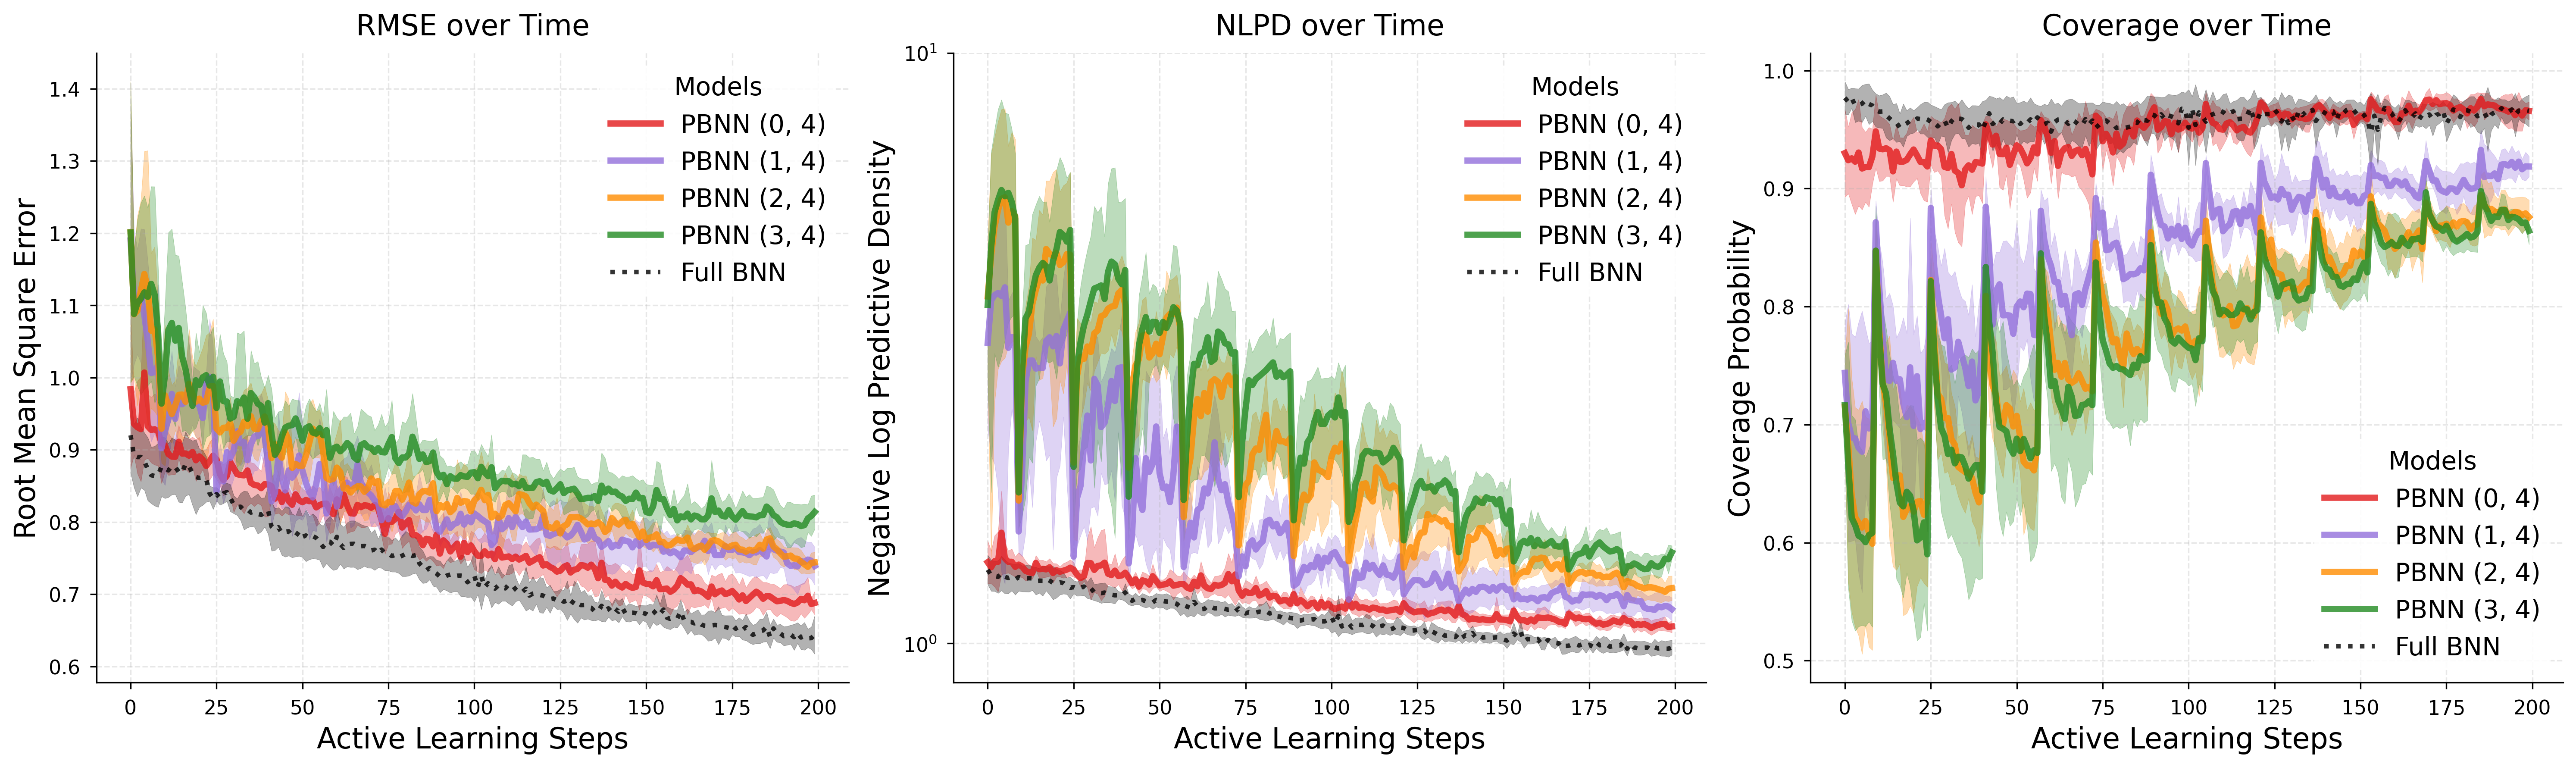 RMSE over Time
Root Mean Square Error
1.4
1.3
1.2
1.1
1.0
0.9
0.8
0.7
0.6
0
25
50
75
100
125
150
175
200
Active Learning Steps
Models
PBNN (0, 4)
PBNN (1, 4)
PBNN (2, 4)
PBNN (3, 4)
Full BNN
NLPD over Time
Negative Log Predictive Density
10¹
10⁰
0
25
50
75
100
125
150
175
200
Active Learning Steps
Models
PBNN (0, 4)
PBNN (1, 4)
PBNN (2, 4)
PBNN (3, 4)
Full BNN
Coverage over Time
Coverage Probability
1.0
0.9
0.8
0.7
0.6
0.5
0
25
50
75
100
125
150
175
200
Active Learning Steps
Models
PBNN (0, 4)
PBNN (1, 4)
PBNN (2, 4)
PBNN (3, 4)
Full BNN